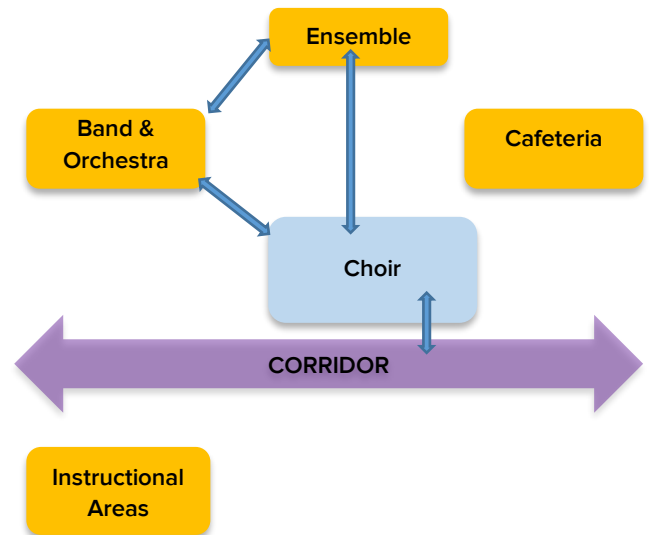 Ensemble
Band &
Orchestra
Cafeteria
Choir
CORRIDOR
Instructional
Areas